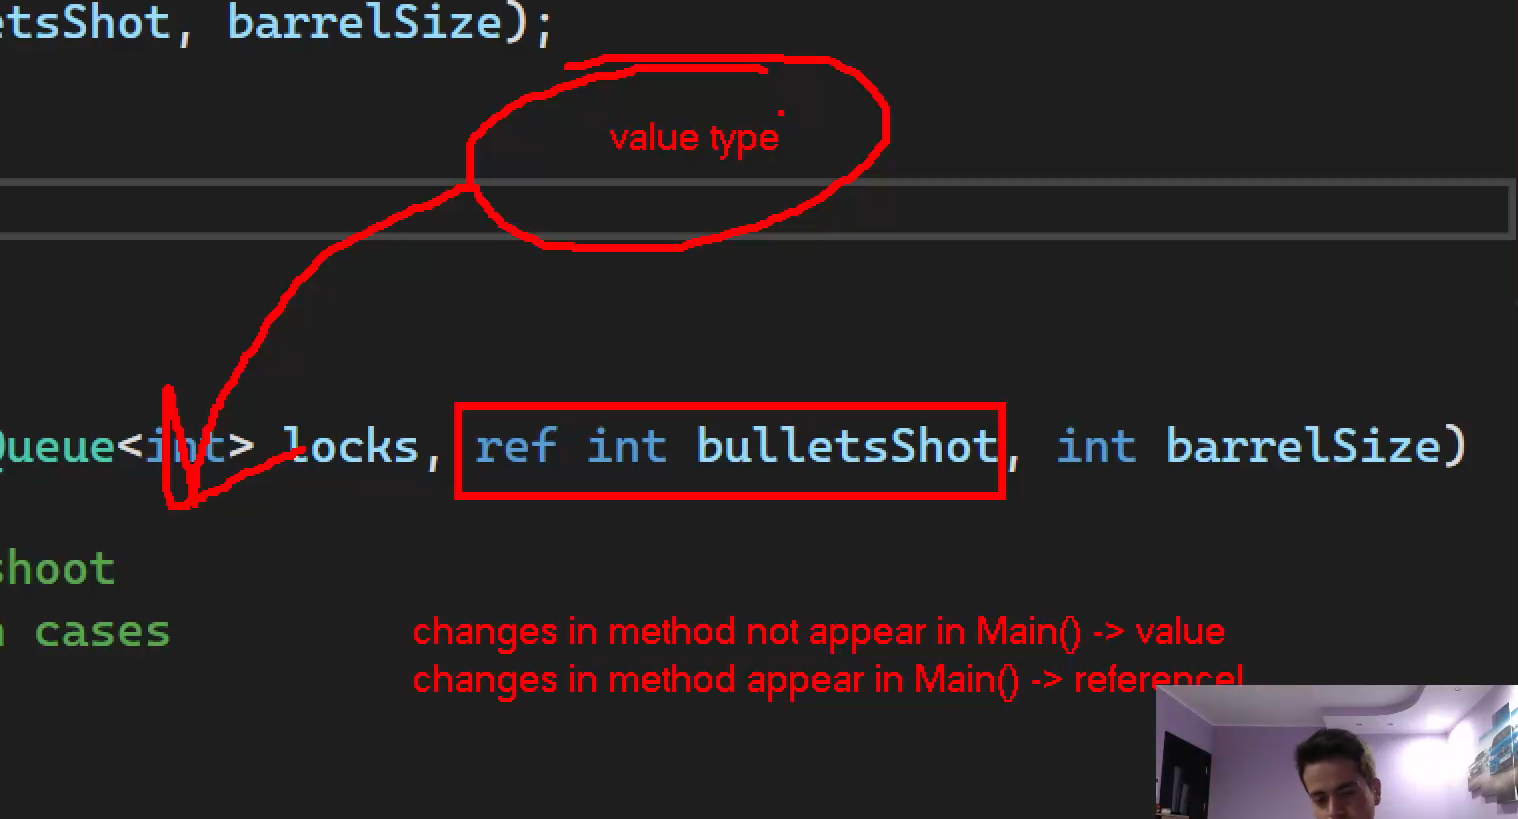 etsShot, barrelSize);
value type
Queue<int> locks, ref int bulletsShot, int barrelSize)
shoot
cases
changes in method not appear in Main() -> value
changes in method appear in Main() -> reference